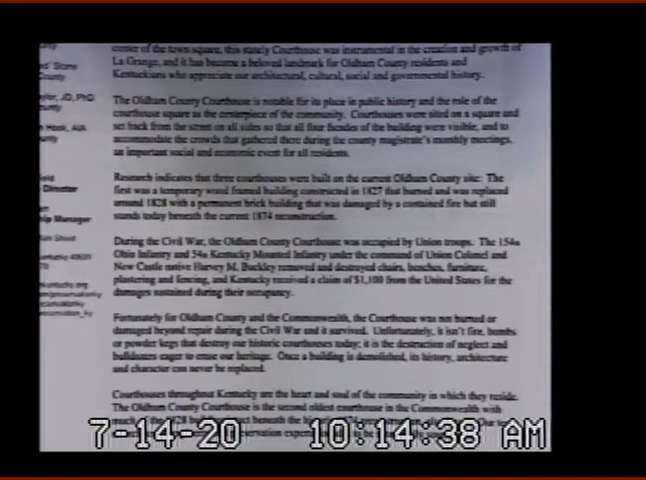 center of the town square, this stately Courthouse was instrumental in the creation and growth of
La Grange, and it has become a beloved landmark for Oldham County residents and
Kentuckians who appreciate our architectural, cultural, social and governmental history.
JD, PhD
The Oldham County Courthouse is notable for its place in public history and the role of the
courthouse square as the centerpiece of the community. Courthouses were sited on a square and
set back from the street on all sides so that all four facades of the building were visible, and to
accommodate the crowds that gathered there during the county magistrate's monthly meetings,
an important social and economic event for all residents.
Director
Manager
Research indicates that three courthouses were built on the current Oldham County site: The
first was a temporary wood framed building constructed in 1827 that burned and was replaced
around 1828 with a permanent brick building that was damaged by a contained fire but still
stands today beneath the current 1874 reconstruction.
During the Civil War, the Oldham County Courthouse was occupied by Union troops. The 154th
Ohio Infantry and 54th Kentucky Mounted Infantry under the command of Union Colonel and
New Castle native Harvey M. Buckley removed and destroyed chairs, benches, furniture,
plastering and fencing, and Kentucky received a claim of $1,100 from the United States for the
damages sustained during their occupancy.
Fortunately for Oldham County and the Commonwealth, the Courthouse was not burned or
damaged beyond repair during the Civil War and it survived. Unfortunately, it isn't fire, bombs
or powder kegs that destroy our historic courthouses today; it is the destruction of neglect and
bulldozers eager to erase our heritage. Once a building is demolished, its history, architecture
and character can never be replaced.
Courthouses throughout Kentucky are the heart and soul of the community in which they reside.
The Oldham County Courthouse is the second oldest courthouse in the Commonwealth with
beneath the
7-14-20 10:14:38 AM